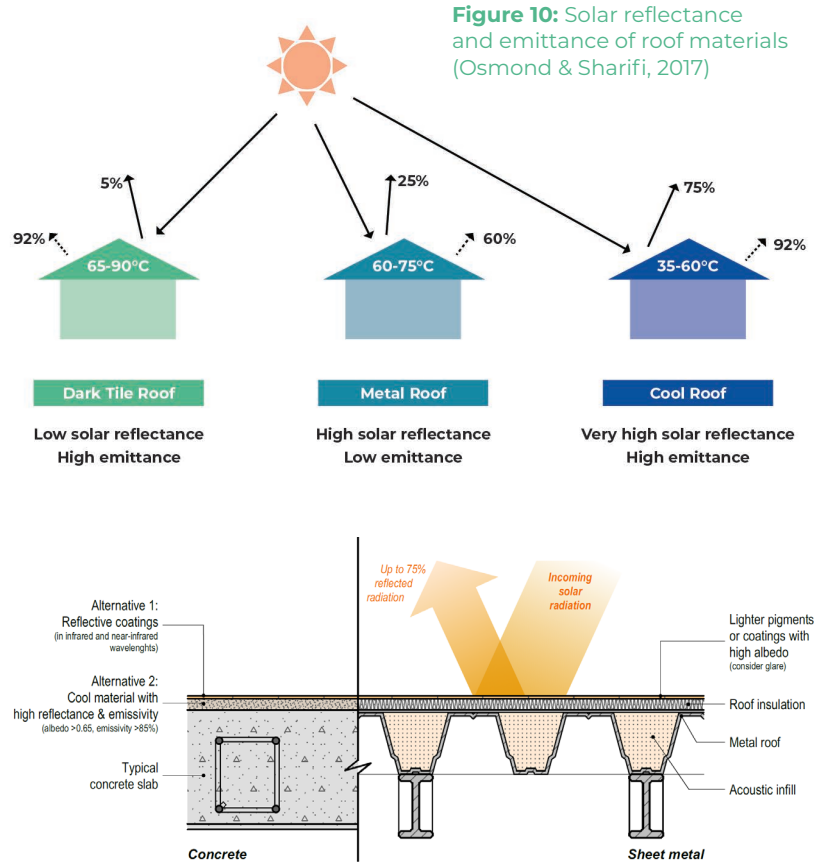 Figure 10: Solar reflectance
and emittance of roof materials
(Osmond & Sharifi, 2017)
5%
92%
65-90°C
25%
60%
60-75°C
75%
92%
35-60°C
Dark Tile Roof
Low solar reflectance
High emittance
Metal Roof
High solar reflectance
Low emittance
Cool Roof
Very high solar reflectance
High emittance
Alternative 1:
Reflective coatings
(in infrared and near-infrared
wavelenghts)
Alternative 2:
Cool material with
high reflectance & emissivity
(albedo >0.65, emissivity >85%)
Typical
concrete slab
Concrete
Up to 75%
reflected
radiation
Incoming
solar
radiation
Lighter pigments
or coatings with
high albedo
(consider glare)
Roof insulation
Metal roof
Acoustic infill
Sheet metal